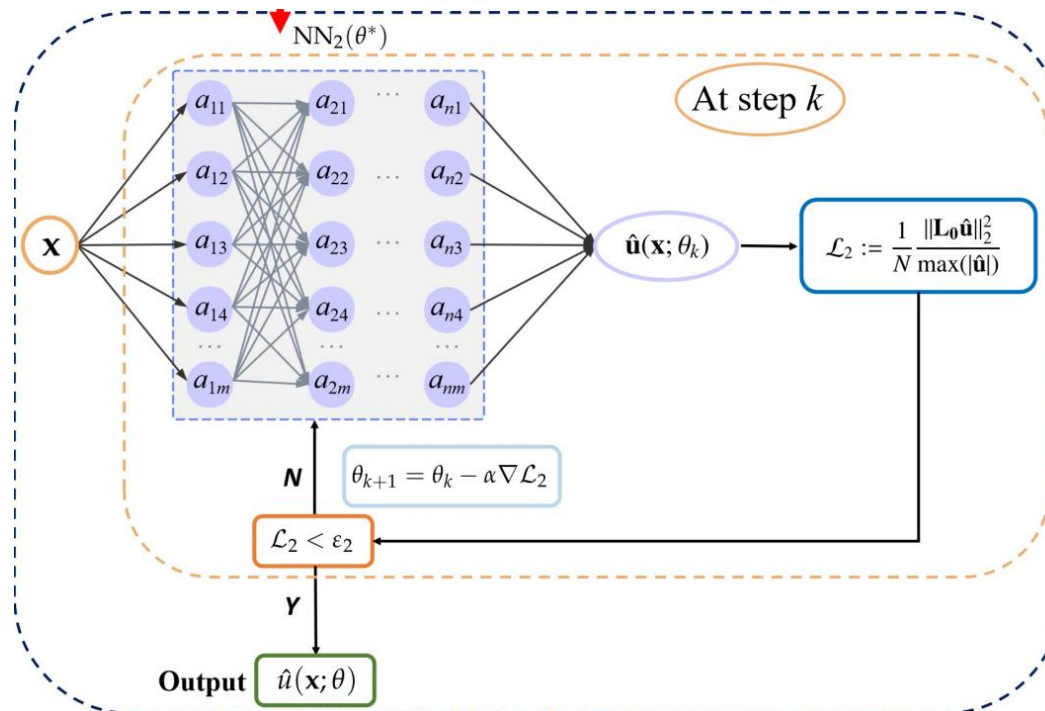 NN₂(θ*)
At step k
a₁₁ a₂₁ ... aₙ₁
a₁₂ a₂₂ ... aₙ₂
x
a₁₃ a₂₃ ... aₙ₃
û(x; θₖ)
ℒ₂ := 1/N ||L₀û||₂² / max(|û|)
a₁₄ a₂₄ ... aₙ₄
... ... ... ...
a₁ₘ a₂ₘ ... aₙₘ
N
θₖ₊₁ = θₖ − α∇ℒ₂
ℒ₂ < ε₂
Y
Output û(x; θ)